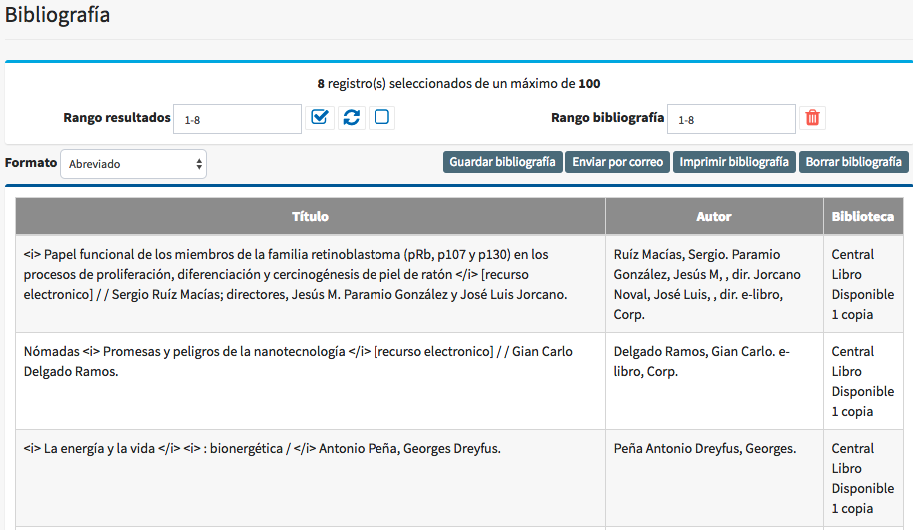 Bibliografía
8 registro(s) seleccionados de un máximo de 100
Rango resultados 1-8 Rango bibliografía 1-8
Formato Abreviado Guardar bibliografía Enviar por correo Imprimir bibliografía Borrar bibliografía
Título Autor Biblioteca
<i> Papel funcional de los miembros de la familia retinoblastoma (pRb, p107 y p130) en los
procesos de proliferación, diferenciación y cercinogénesis de piel de ratón </i> [recurso
electronico] / / Sergio Ruíz Macías; directores, Jesús M. Paramio González y José Luis Jorcano.
Ruíz Macías, Sergio. Paramio
González, Jesús M, , dir. Jorcano
Noval, José Luis, , dir. e-libro,
Corp.
Central
Libro
Disponible
1 copia
Nómadas <i> Promesas y peligros de la nanotecnología </i> [recurso electronico] / / Gian Carlo
Delgado Ramos.
Delgado Ramos, Gian Carlo. e-
libro, Corp.
Central
Libro
Disponible
1 copia
<i> La energía y la vida </i> <i> : bionergética / </i> Antonio Peña, Georges Dreyfus.
Peña Antonio Dreyfus, Georges.
Central
Libro
Disponible
1 copia